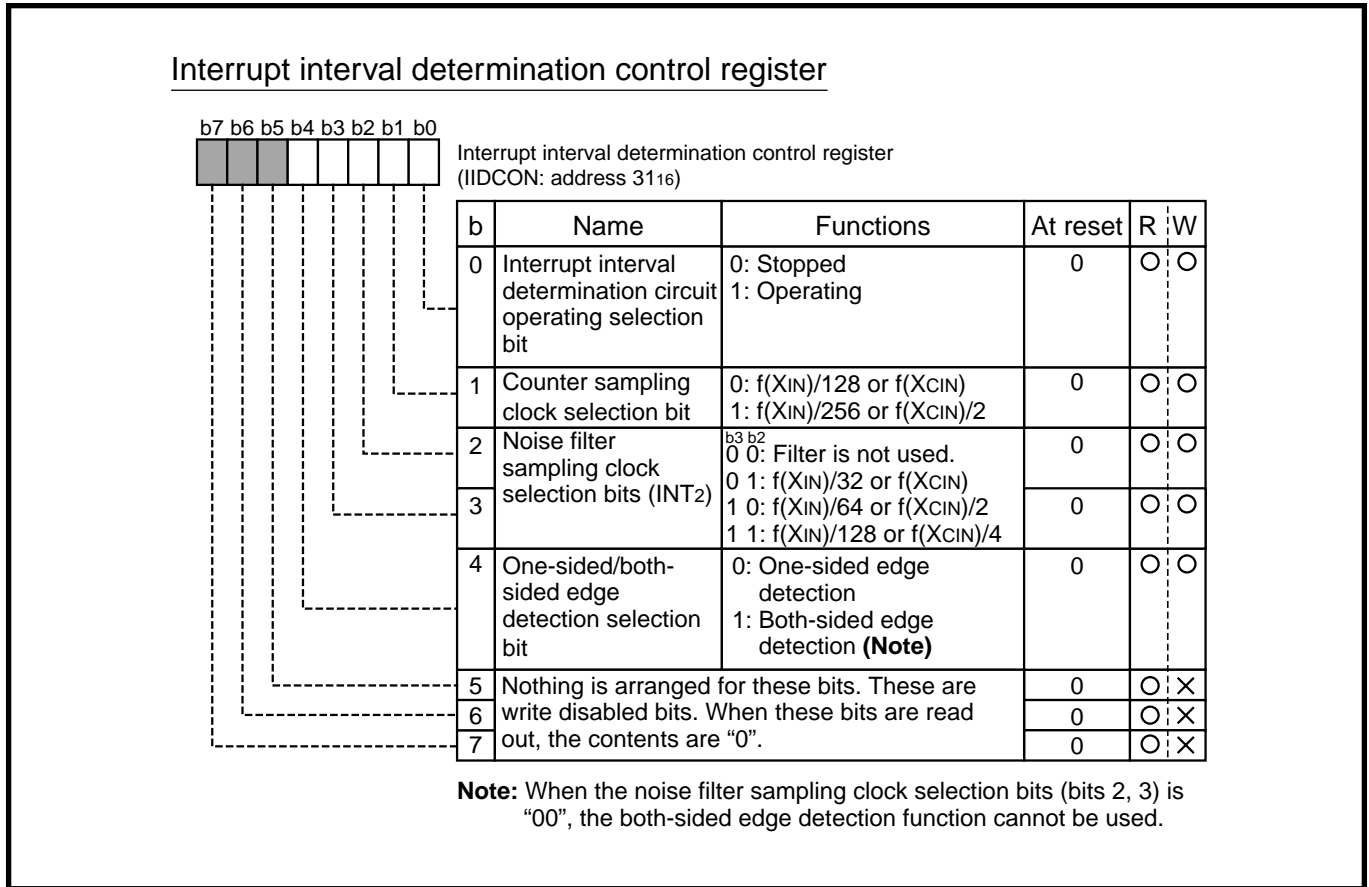 Interrupt interval determination control register
b7 b6 b5 b4 b3 b2 b1 b0
Interrupt interval determination control register
(IIDCON: address 3116)
b Name Functions At reset R W
0 Interrupt interval determination circuit operating selection bit 0: Stopped 1: Operating 0 O O
1 Counter sampling clock selection bit 0: f(XIN)/128 or f(XCIN) 1: f(XIN)/256 or f(XCIN)/2 0 O O
2 Noise filter sampling clock selection bits (INT2) b3 b2 0 0: Filter is not used. 0 O O
0 1: f(XIN)/32 or f(XCIN)
3 1 0: f(XIN)/64 or f(XCIN)/2 0 O O
1 1: f(XIN)/128 or f(XCIN)/4
4 One-sided/both-sided edge detection selection bit 0: One-sided edge detection 1: Both-sided edge detection (Note) 0 O O
5 Nothing is arranged for these bits. These are 0 O ×
6 write disabled bits. When these bits are read 0 O ×
7 out, the contents are “0”. 0 O ×
Note: When the noise filter sampling clock selection bits (bits 2, 3) is
“00”, the both-sided edge detection function cannot be used.